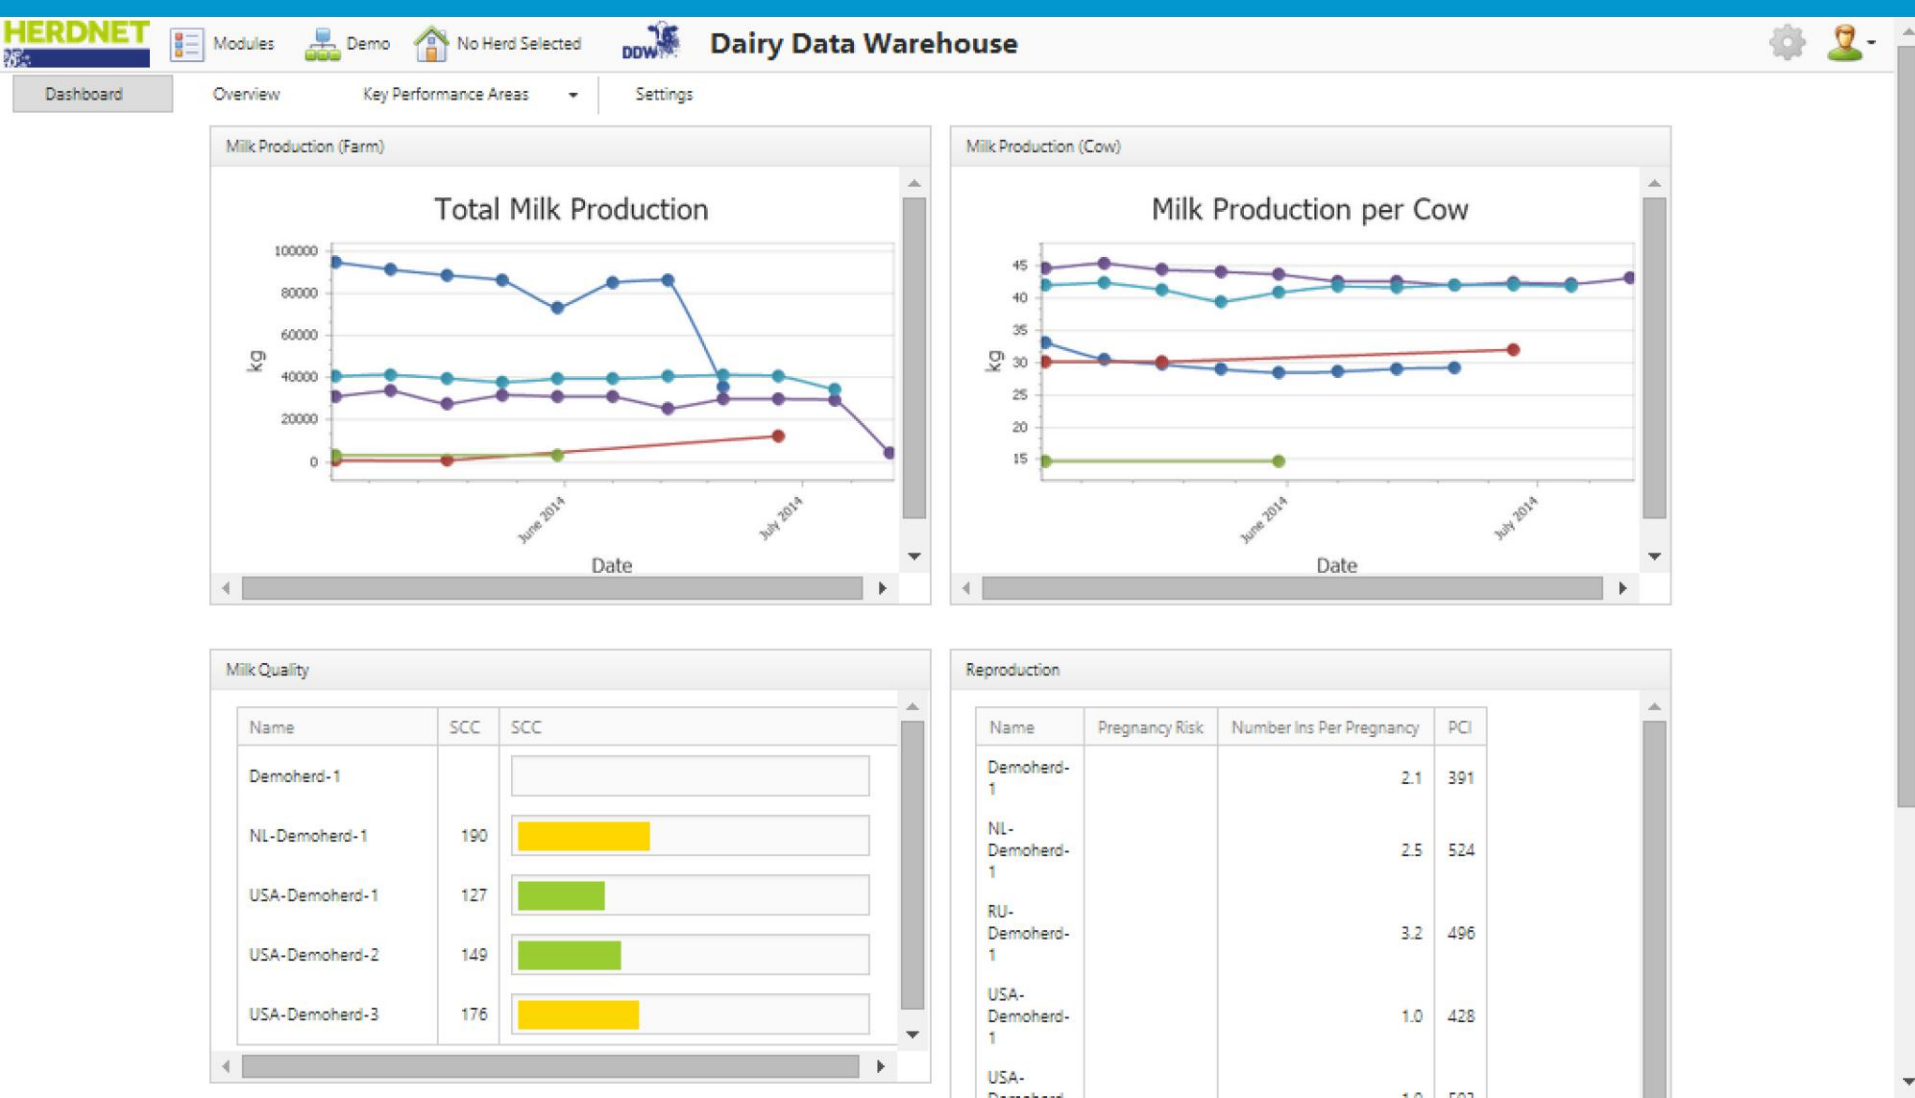 HERDNET
Modules
Demo
No Herd Selected
DDW
Dairy Data Warehouse
Dashboard
Overview
Key Performance Areas
Settings
Milk Production (Farm)
Total Milk Production
100000
80000
60000
40000
20000
0
kg
June 2014
July 2014
Date
Milk Production (Cow)
Milk Production per Cow
45
40
35
30
25
20
15
kg
June 2014
July 2014
Date
Milk Quality
Name SCC SCC
Demoherd-1
NL-Demoherd-1 190
USA-Demoherd-1 127
USA-Demoherd-2 149
USA-Demoherd-3 176
Reproduction
Name Pregnancy Risk Number Ins Per Pregnancy PCI
Demoherd-
1
2.1 391
NL-
Demoherd-
1
2.5 524
RU-
Demoherd-
1
3.2 496
USA-
Demoherd-
1
1.0 428
USA-